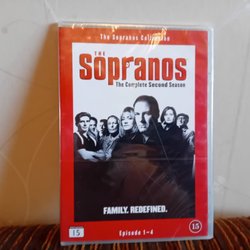 The Sopranos Collection
THE
SOPRANOS
The Complete Second Season
FAMILY. REDEFINED.
15
Episode 1-4
15